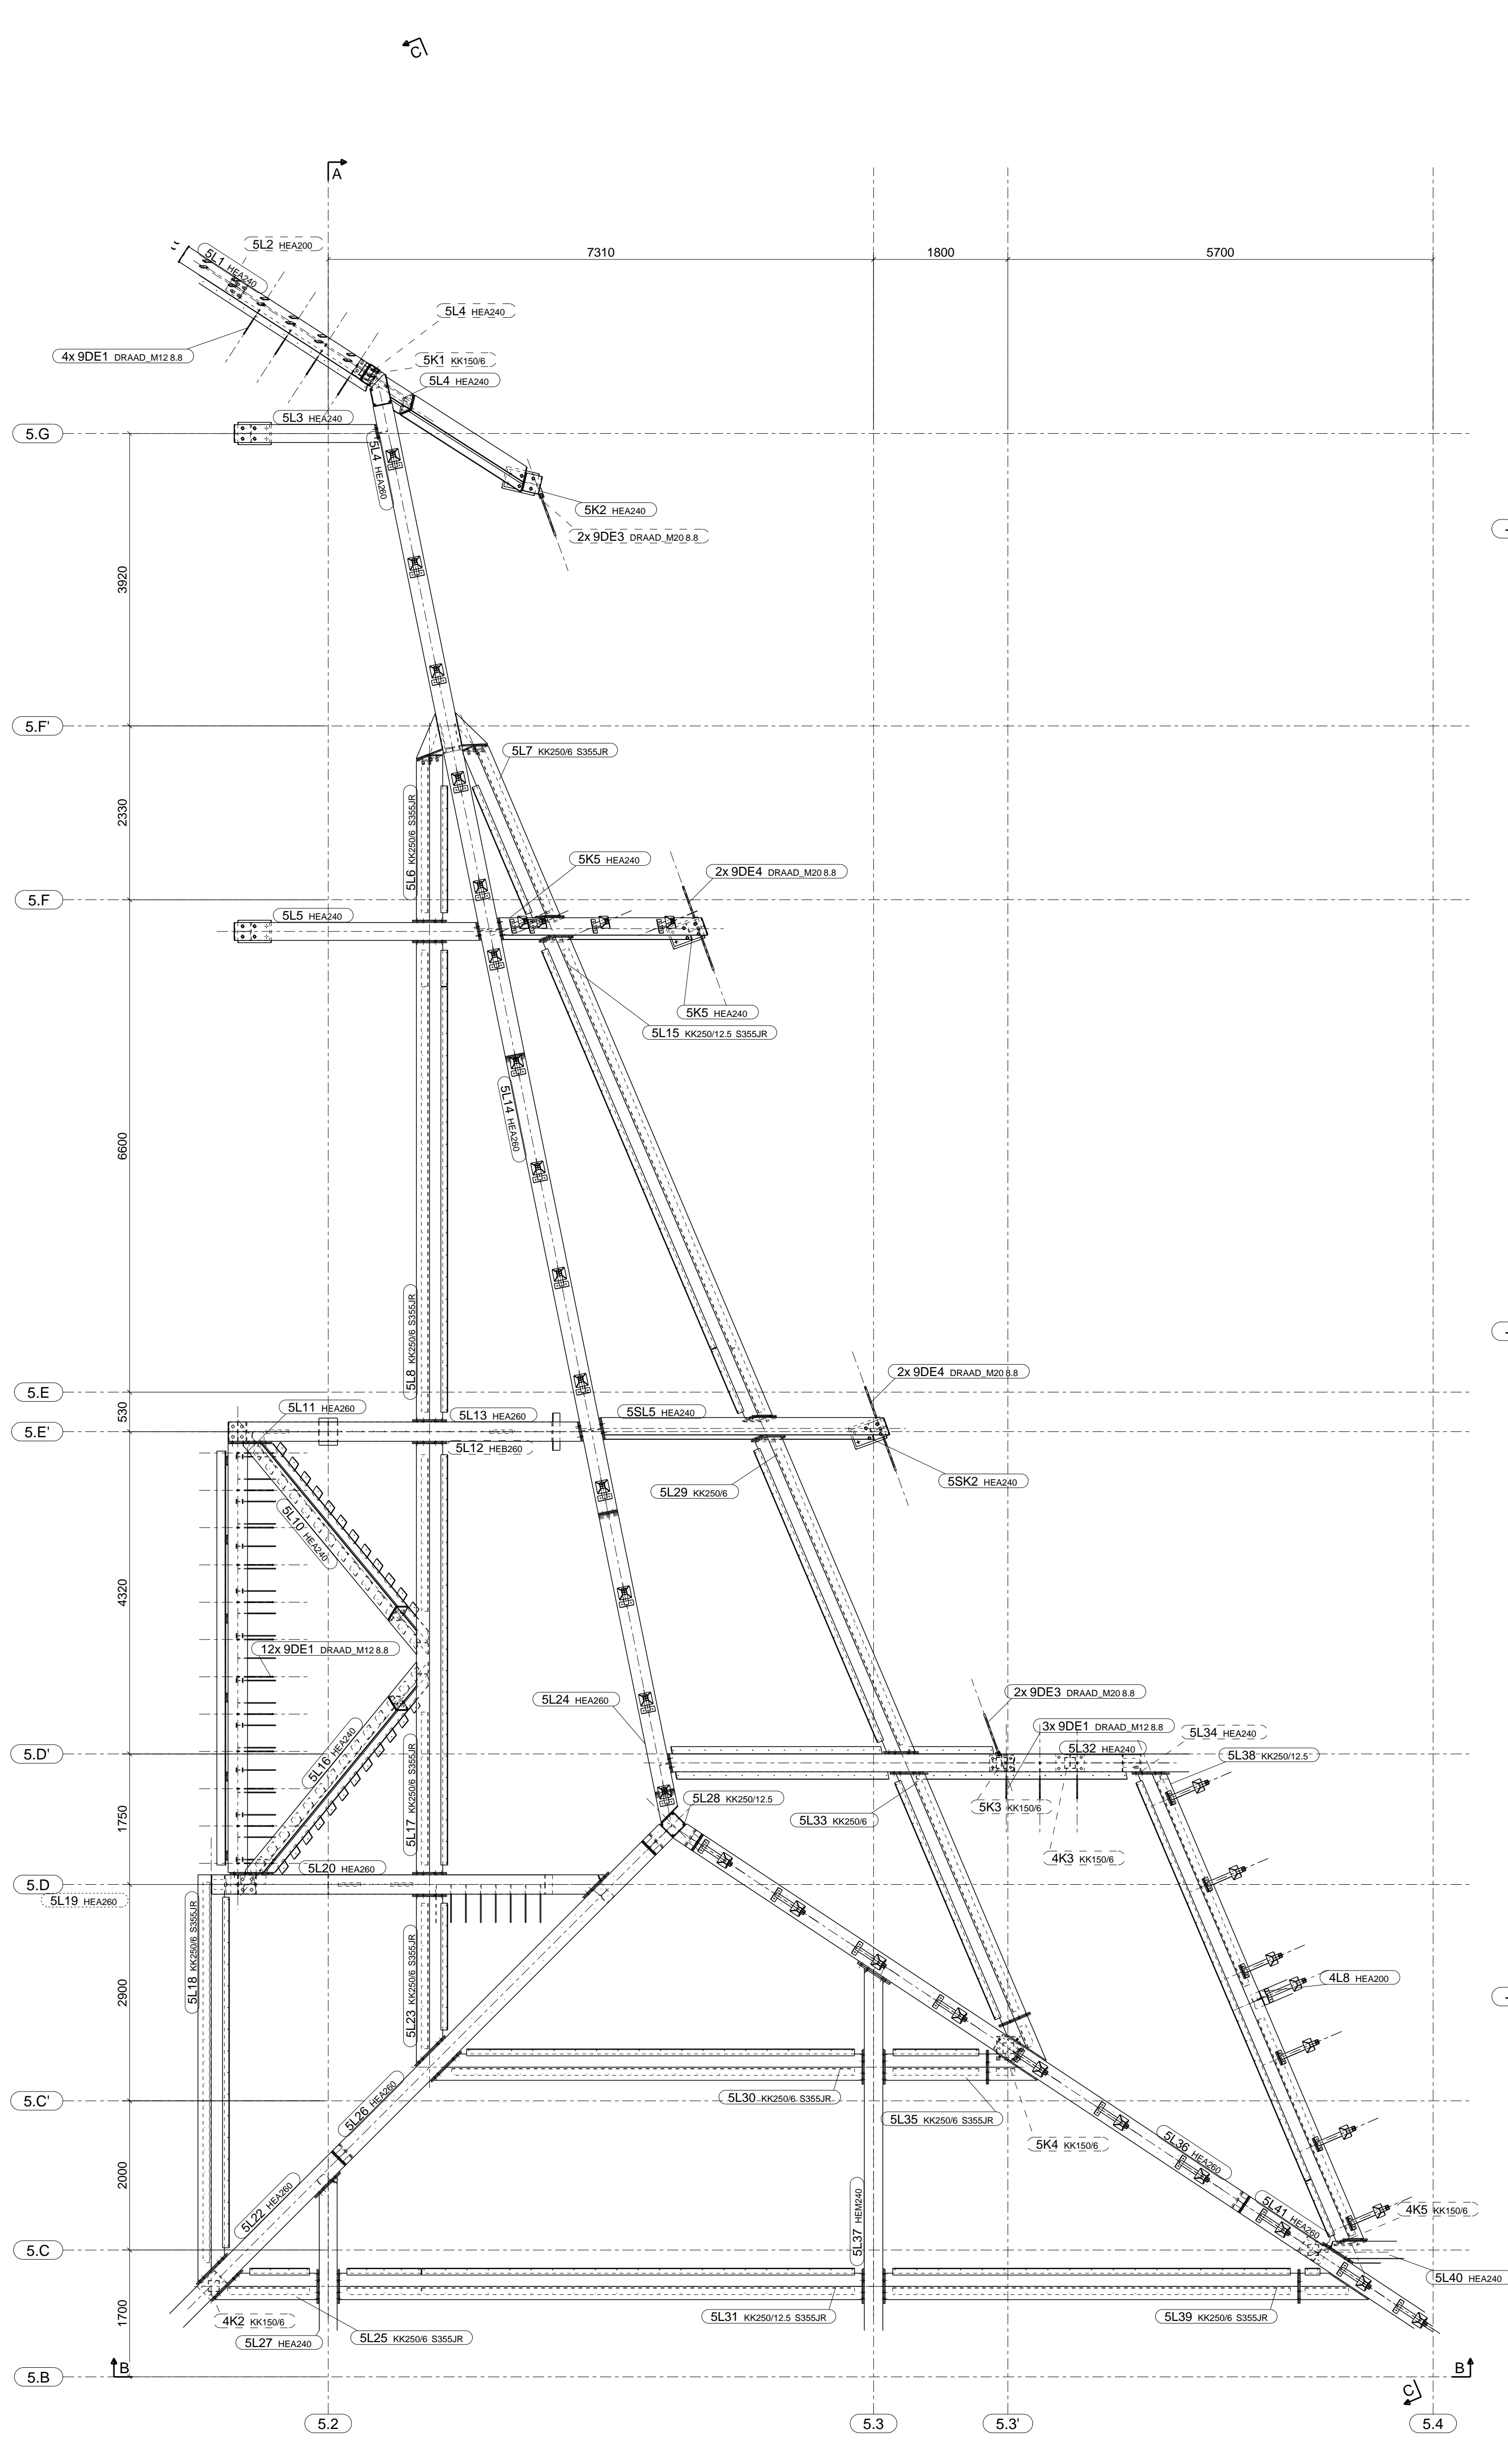 C
A
7310
1800
5700
5L2 HEA200
5L1 HEA240
5L4 HEA240
4x 9DE1 DRAAD_M12 8.8
5K1 KK150/6
5L4 HEA240
5L3 HEA240
5.G
5L4 HEA260
5K2 HEA240
2x 9DE3 DRAAD_M20 8.8
3920
5.F'
5L7 KK250/6 S355JR
2330
5L6 KK250/6 S355JR
5K5 HEA240
2x 9DE4 DRAAD_M20 8.8
5.F
5L5 HEA240
5K5 HEA240
5L15 KK250/12.5 S355JR
5L14 HEA260
6600
5L8 KK250/6 S355JR
2x 9DE4 DRAAD_M20 8.8
5.E
530
5L11 HEA260
5L13 HEA260
5SL5 HEA240
5.E'
5L12 HEB260
5SK2 HEA240
5L29 KK250/6
5L10 HEA240
4320
12x 9DE1 DRAAD_M12 8.8
5L24 HEA260
2x 9DE3 DRAAD_M20 8.8
3x 9DE1 DRAAD_M12 8.8
5L34 HEA240
5L32 HEA240
5L38 KK250/12.5
5L16 HEA240
5.D'
5L17 KK250/6 S355JR
1750
5L28 KK250/12.5
5K3 KK150/6
5L33 KK250/6
4K3 KK150/6
5L20 HEA260
5.D
5L19 HEA260
5L18 KK250/6 S355JR
5L23 KK250/6 S355JR
2900
4L8 HEA200
5L30 KK250/6 S355JR
5.C'
5L26 HEA260
5L35 KK250/6 S355JR
5K4 KK150/6
5L36 HEA260
2000
5L22 HEA260
5L37 HEM240
5L41 HEA260
4K5 KK150/6
5.C
5L40 HEA240
1700
4K2 KK150/6
5L31 KK250/12.5 S355JR
5L39 KK250/6 S355JR
5L27 HEA240
5L25 KK250/6 S355JR
B
B
5.B
C
5.2
5.3
5.3'
5.4